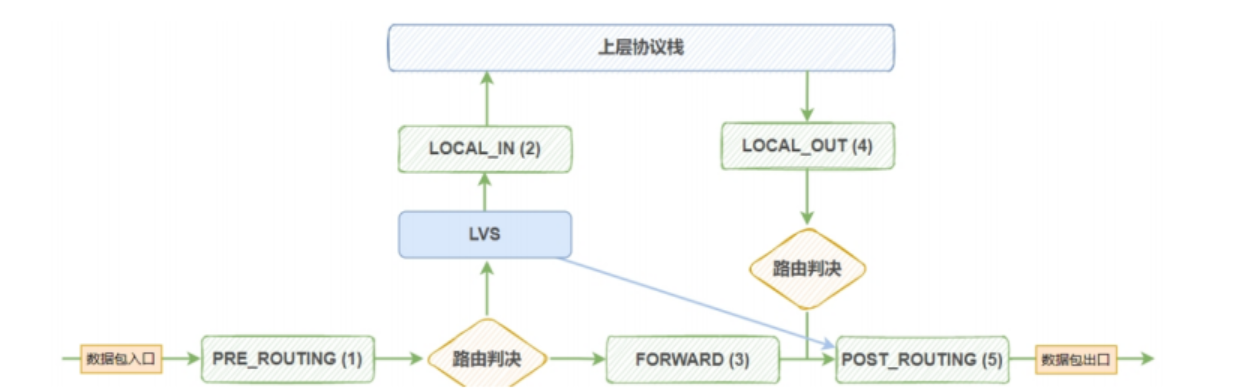 上层协议栈
LOCAL_IN (2)
LOCAL_OUT (4)
LVS
路由判决
数据包入口
PRE_ROUTING (1)
路由判决
FORWARD (3)
POST_ROUTING (5)
数据包出口